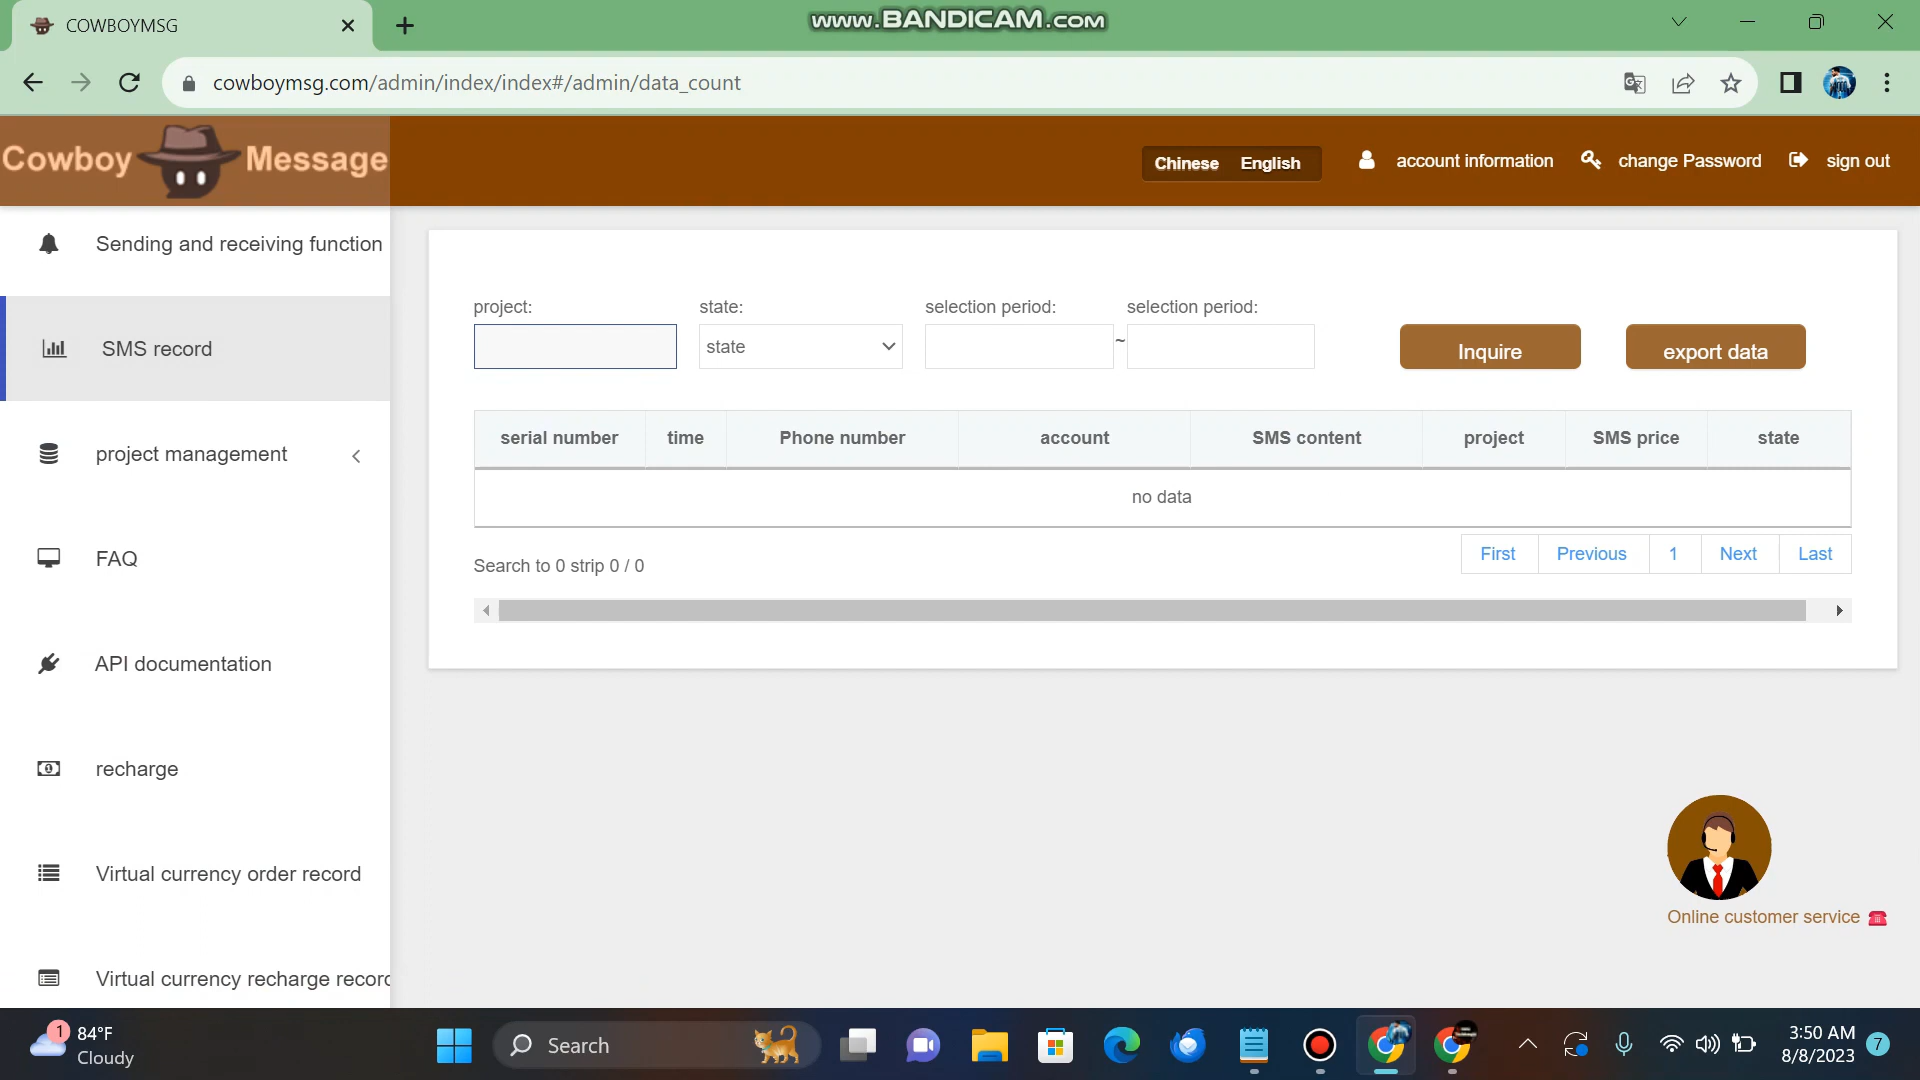 COWBOYMSG
www.BANDICAM.com
cowboymsg.com/admin/index/index#/admin/data_count
Cowboy Message
Chinese English
account information
change Password
sign out
Sending and receiving function
SMS record
project management
FAQ
API documentation
recharge
Virtual currency order record
Virtual currency recharge record
project:
state:
selection period:
selection period:
state
~
Inquire
export data
serial number time Phone number account SMS content project SMS price state
no data
Search to 0 strip 0 / 0
First Previous 1 Next Last
Online customer service
1
84°F
Cloudy
Search
3:50 AM
8/8/2023
7